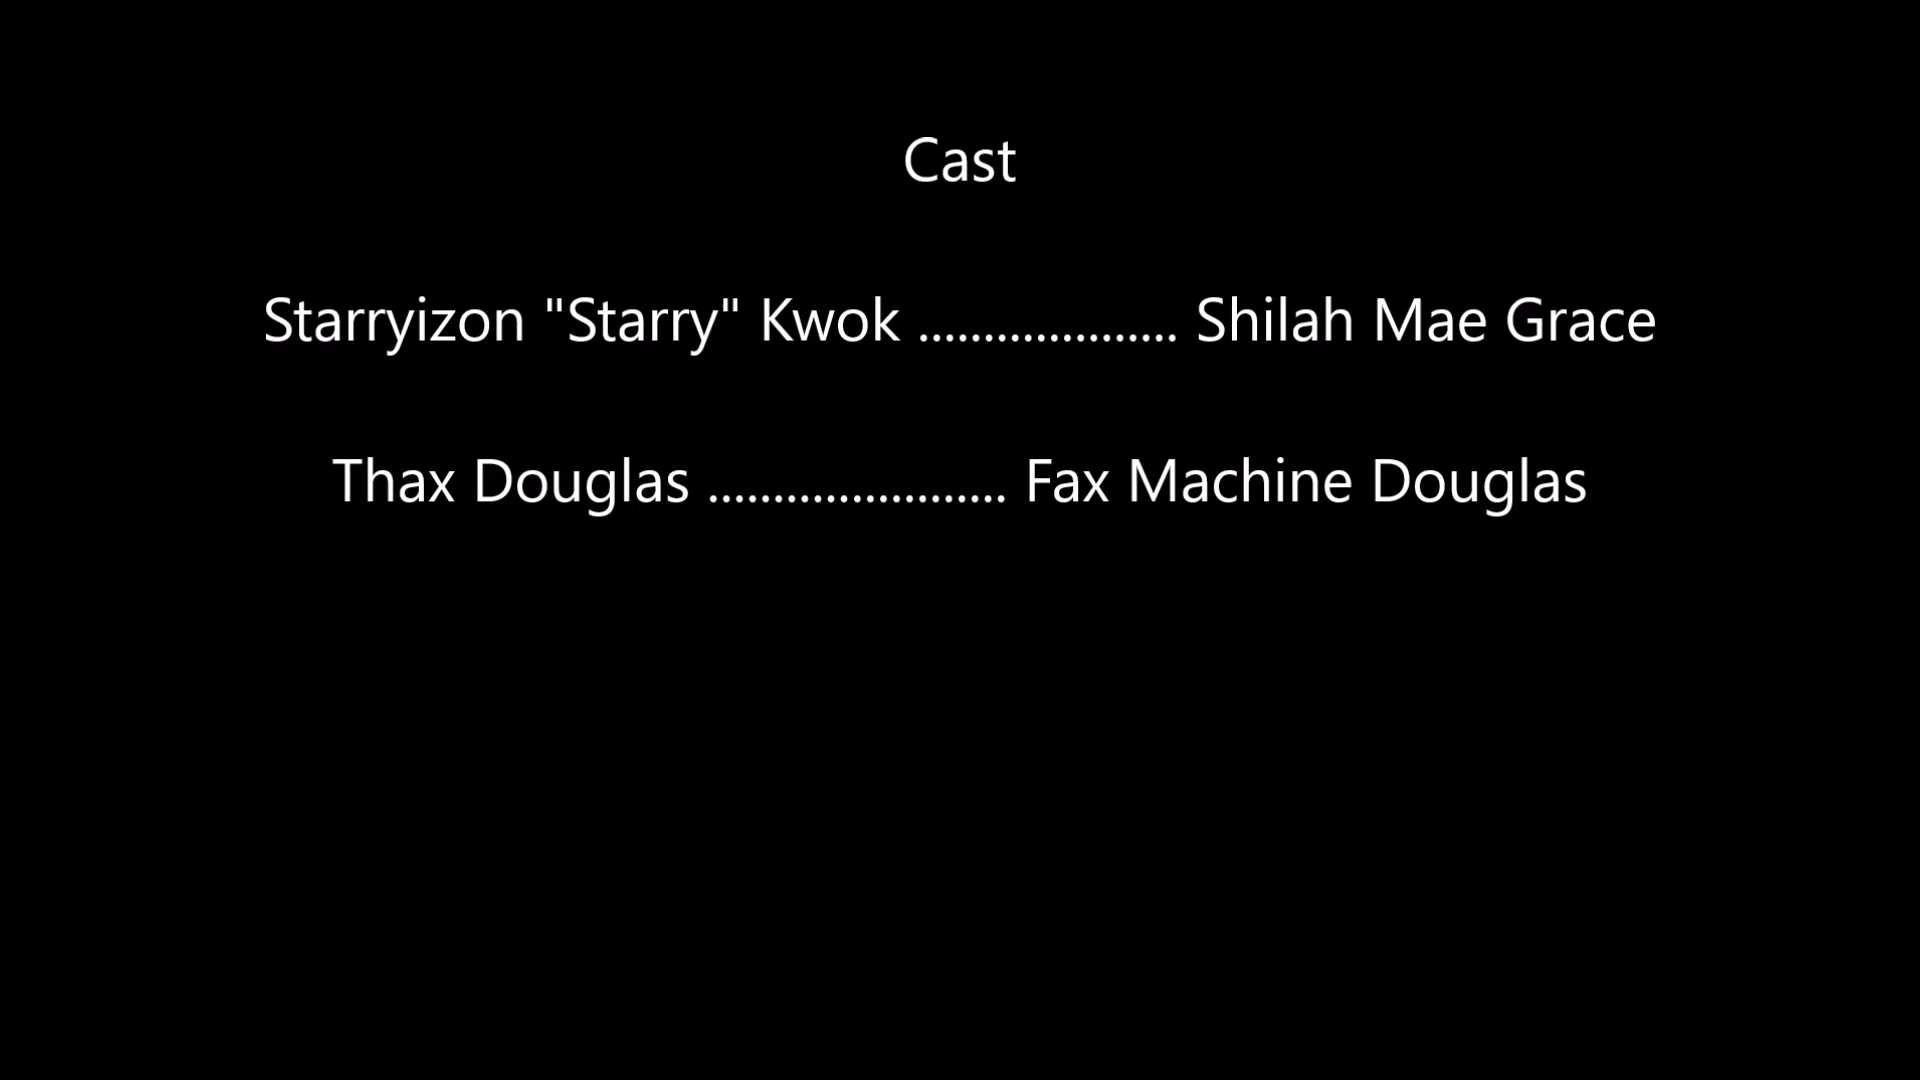 Cast
Starryizon "Starry" Kwok .................... Shilah Mae Grace
Thax Douglas ....................... Fax Machine Douglas